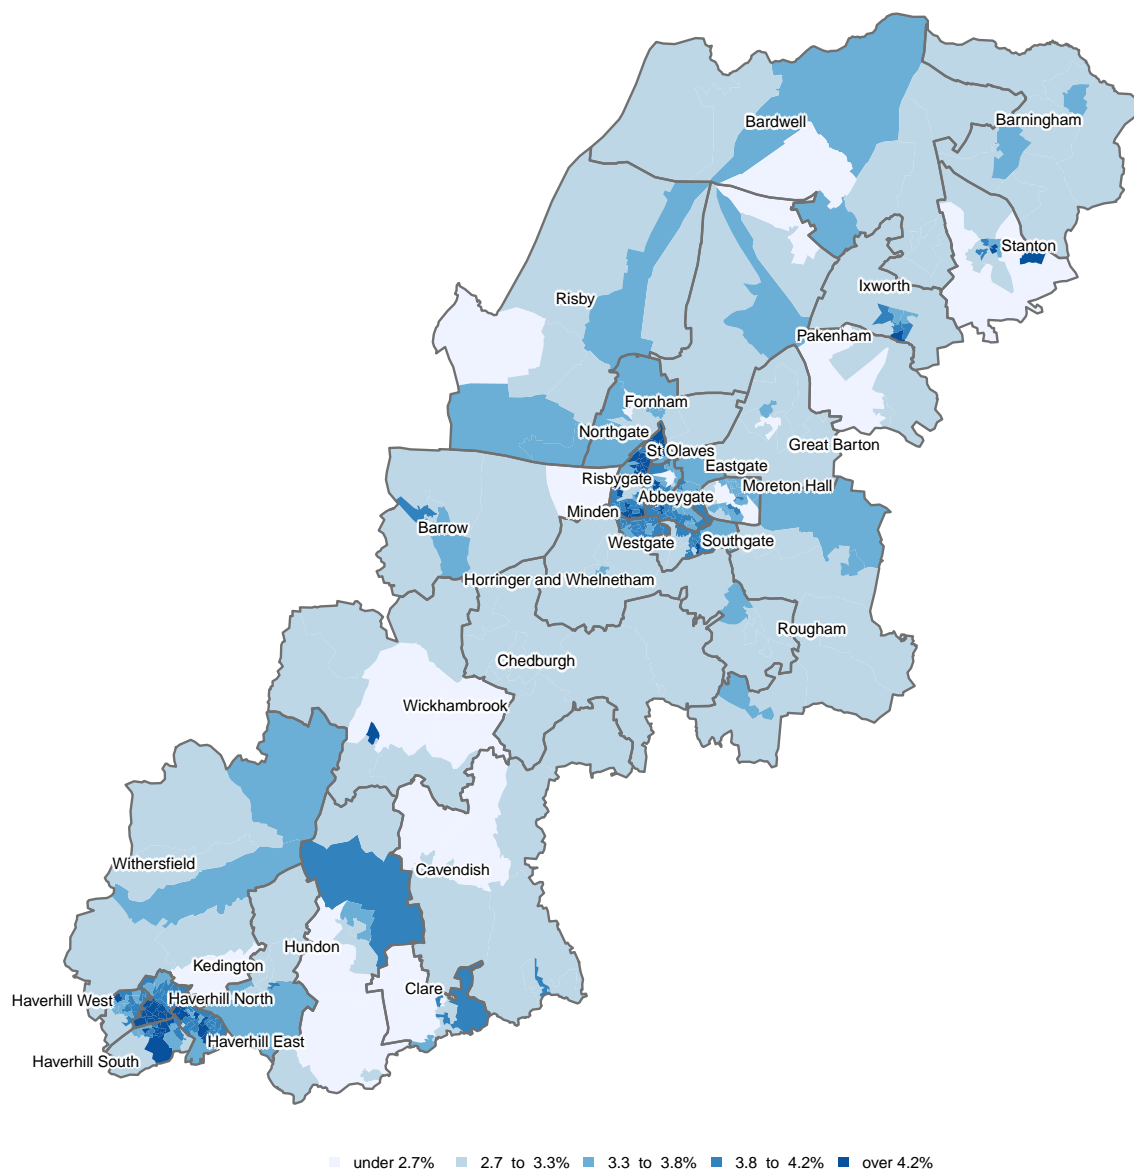 Bardwell
Barningham
Stanton
Ixworth
Risby
Pakenham
Fornham
Northgate
Great Barton
St Olaves
Eastgate
Risbygate
Moreton Hall
Abbeygate
Minden
Barrow
Westgate
Southgate
Horringer and Whelnetham
Rougham
Chedburgh
Wickhambrook
Withersfield
Cavendish
Hundon
Kedington
Clare
Haverhill West
Haverhill North
Haverhill East
Haverhill South
under 2.7% 2.7 to 3.3% 3.3 to 3.8% 3.8 to 4.2% over 4.2%